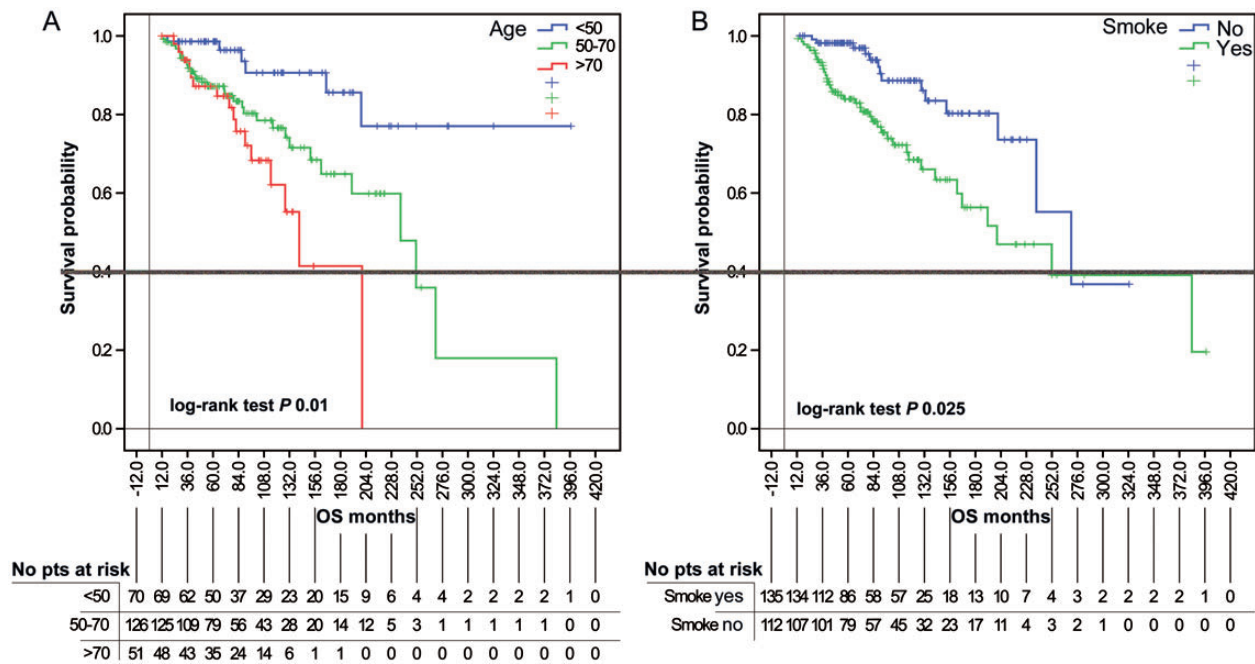 A
Age
<50
50-70
>70
1.0
0.8
0.6
0.4
0.2
0.0
Survival probability
log-rank test P 0.01
-12.0 12.0 36.0 60.0 84.0 108.0 132.0 156.0 180.0 204.0 228.0 252.0 276.0 300.0 324.0 348.0 372.0 396.0 420.0
OS months
No pts at risk
<50 70 69 62 50 37 29 23 20 15 9 6 4 4 2 2 2 2 1 0
50-70 126 125 109 79 56 43 28 20 14 12 5 3 1 1 1 1 1 0 0
>70 51 48 43 35 24 14 6 1 1 0 0 0 0 0 0 0 0 0 0
B
Smoke
No
Yes
1.0
0.8
0.6
0.4
0.2
0.0
Survival probability
log-rank test P 0.025
-12.0 12.0 36.0 60.0 84.0 108.0 132.0 156.0 180.0 204.0 228.0 252.0 276.0 300.0 324.0 348.0 372.0 396.0 420.0
OS months
No pts at risk
Smoke yes 135 134 112 86 58 57 25 18 13 10 7 4 3 2 2 2 2 1 0
Smoke no 112 107 101 79 57 45 32 23 17 11 4 3 2 1 0 0 0 0 0